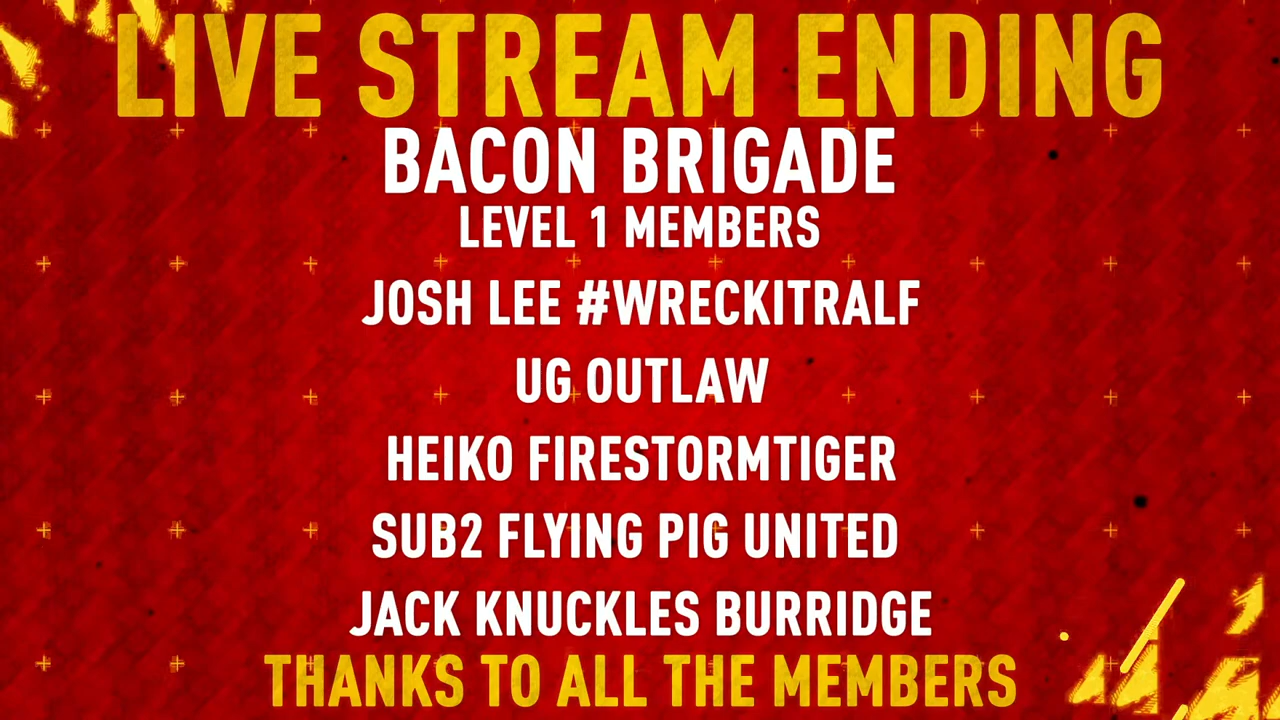 LIVE STREAM ENDING
BACON BRIGADE
LEVEL 1 MEMBERS
JOSH LEE #WRECKITRALF
UG OUTLAW
HEIKO FIRESTORMTIGER
SUB2 FLYING PIG UNITED
JACK KNUCKLES BURRIDGE
THANKS TO ALL THE MEMBERS